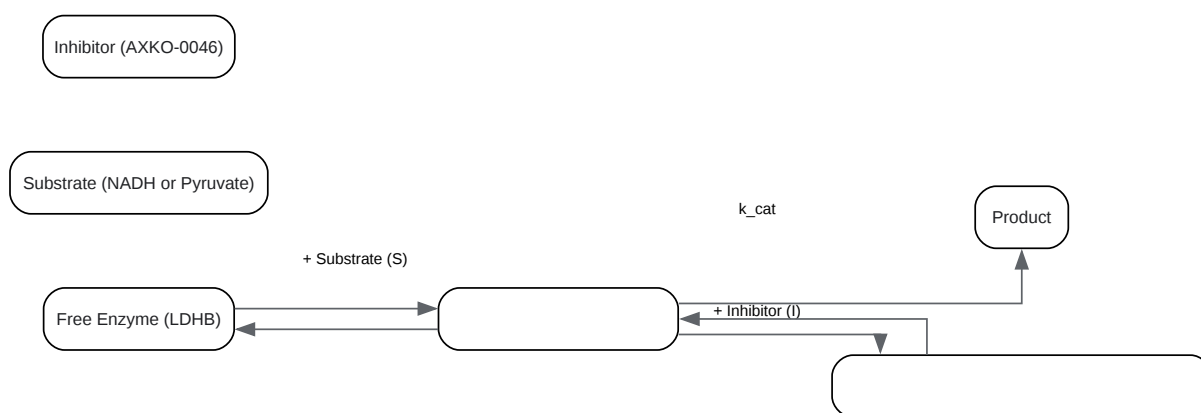 Inhibitor (AXKO-0046)
Substrate (NADH or Pyruvate)
k_cat
Product
+ Substrate (S)
Free Enzyme (LDHB)
+ Inhibitor (I)